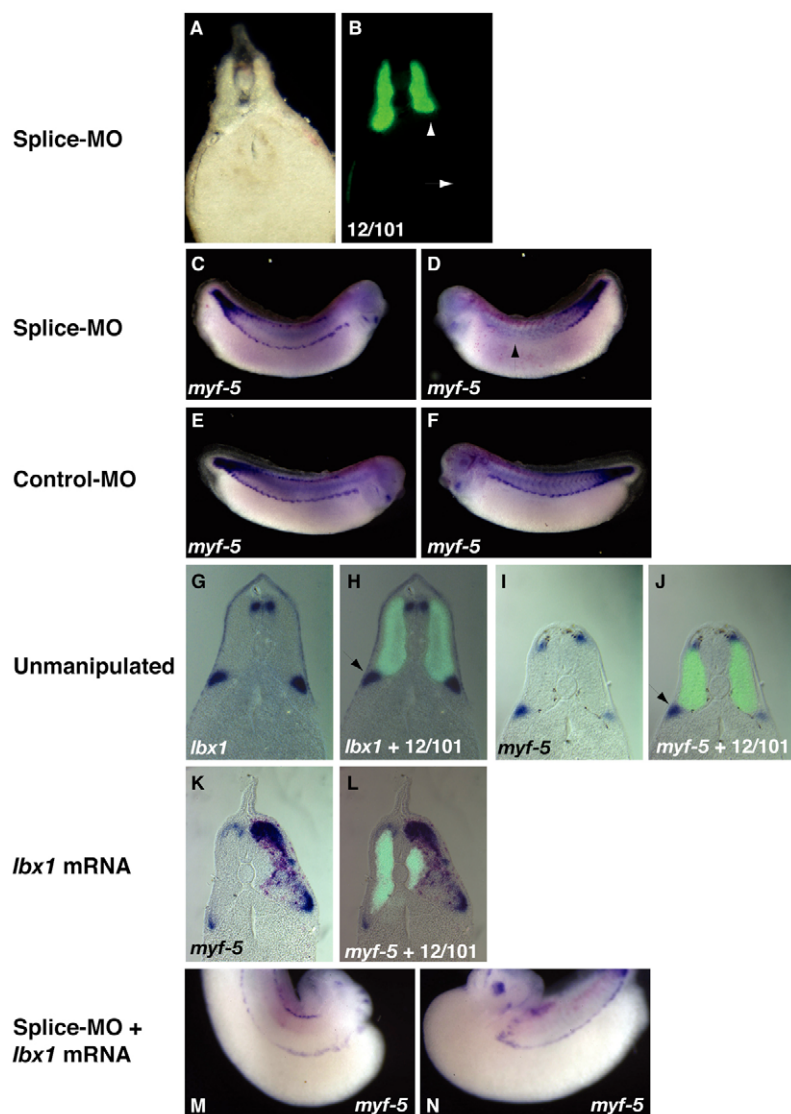 A
B
Splice-MO
12/101
C
D
Splice-MO
myf-5
myf-5
E
F
Control-MO
myf-5
myf-5
G
H
I
J
Unmanipulated
lbx1
lbx1 + 12/101
myf-5
myf-5 + 12/101
K
L
lbx1 mRNA
myf-5
myf-5 + 12/101
Splice-MO +
lbx1 mRNA
M
myf-5
N
myf-5